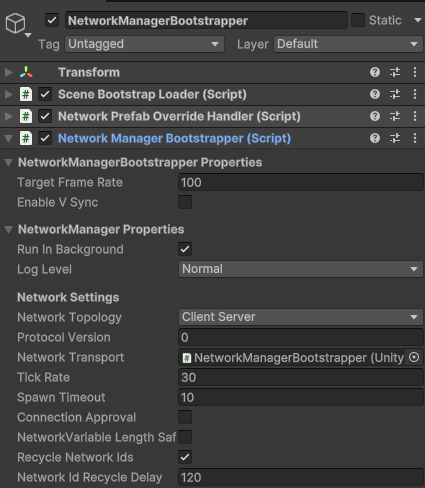 NetworkManagerBootstrapper Static
Tag Untagged Layer Default
Transform
Scene Bootstrap Loader (Script)
Network Prefab Override Handler (Script)
Network Manager Bootstrapper (Script)
NetworkManagerBootstrapper Properties
Target Frame Rate 100
Enable V Sync
NetworkManager Properties
Run In Background
Log Level Normal
Network Settings
Network Topology Client Server
Protocol Version 0
Network Transport NetworkManagerBootstrapper (Unity
Tick Rate 30
Spawn Timeout 10
Connection Approval
NetworkVariable Length Saf
Recycle Network Ids
Network Id Recycle Delay 120